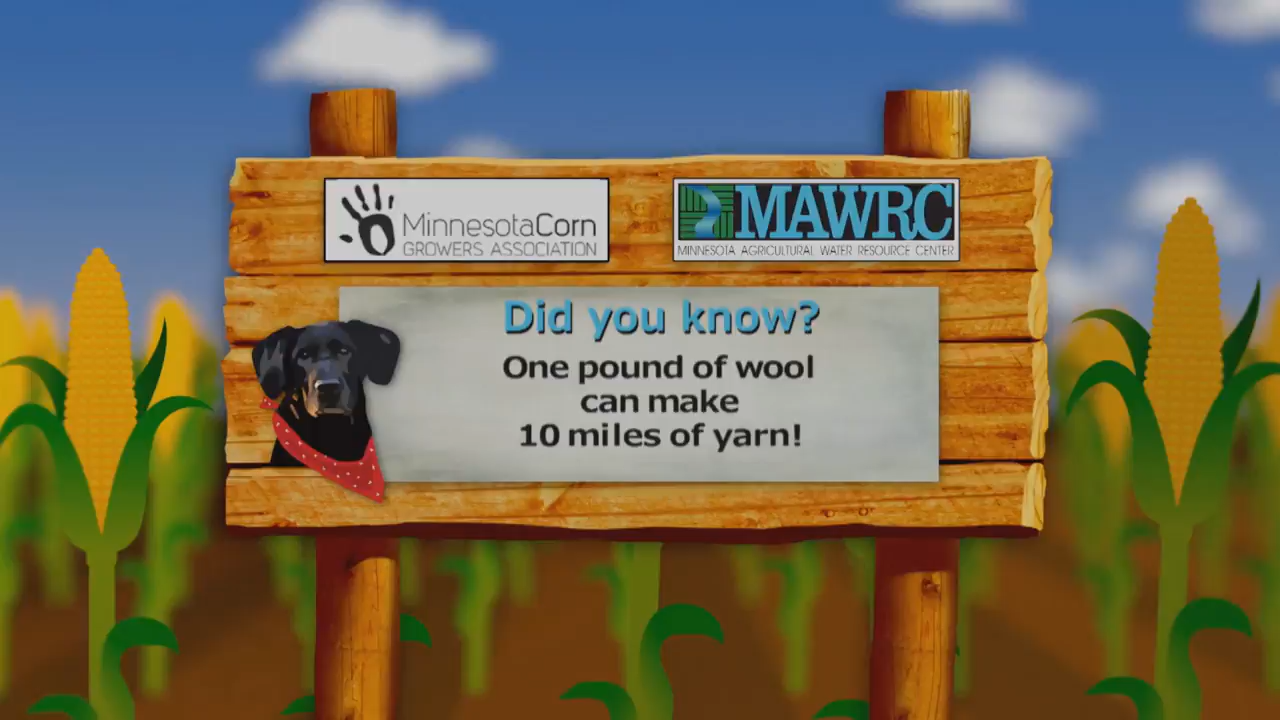 MinnesotaCorn
GROWERS ASSOCIATION
MAWRC
MINNESOTA AGRICULTURAL WATER RESOURCE CENTER
Did you know?
One pound of wool
can make
10 miles of yarn!